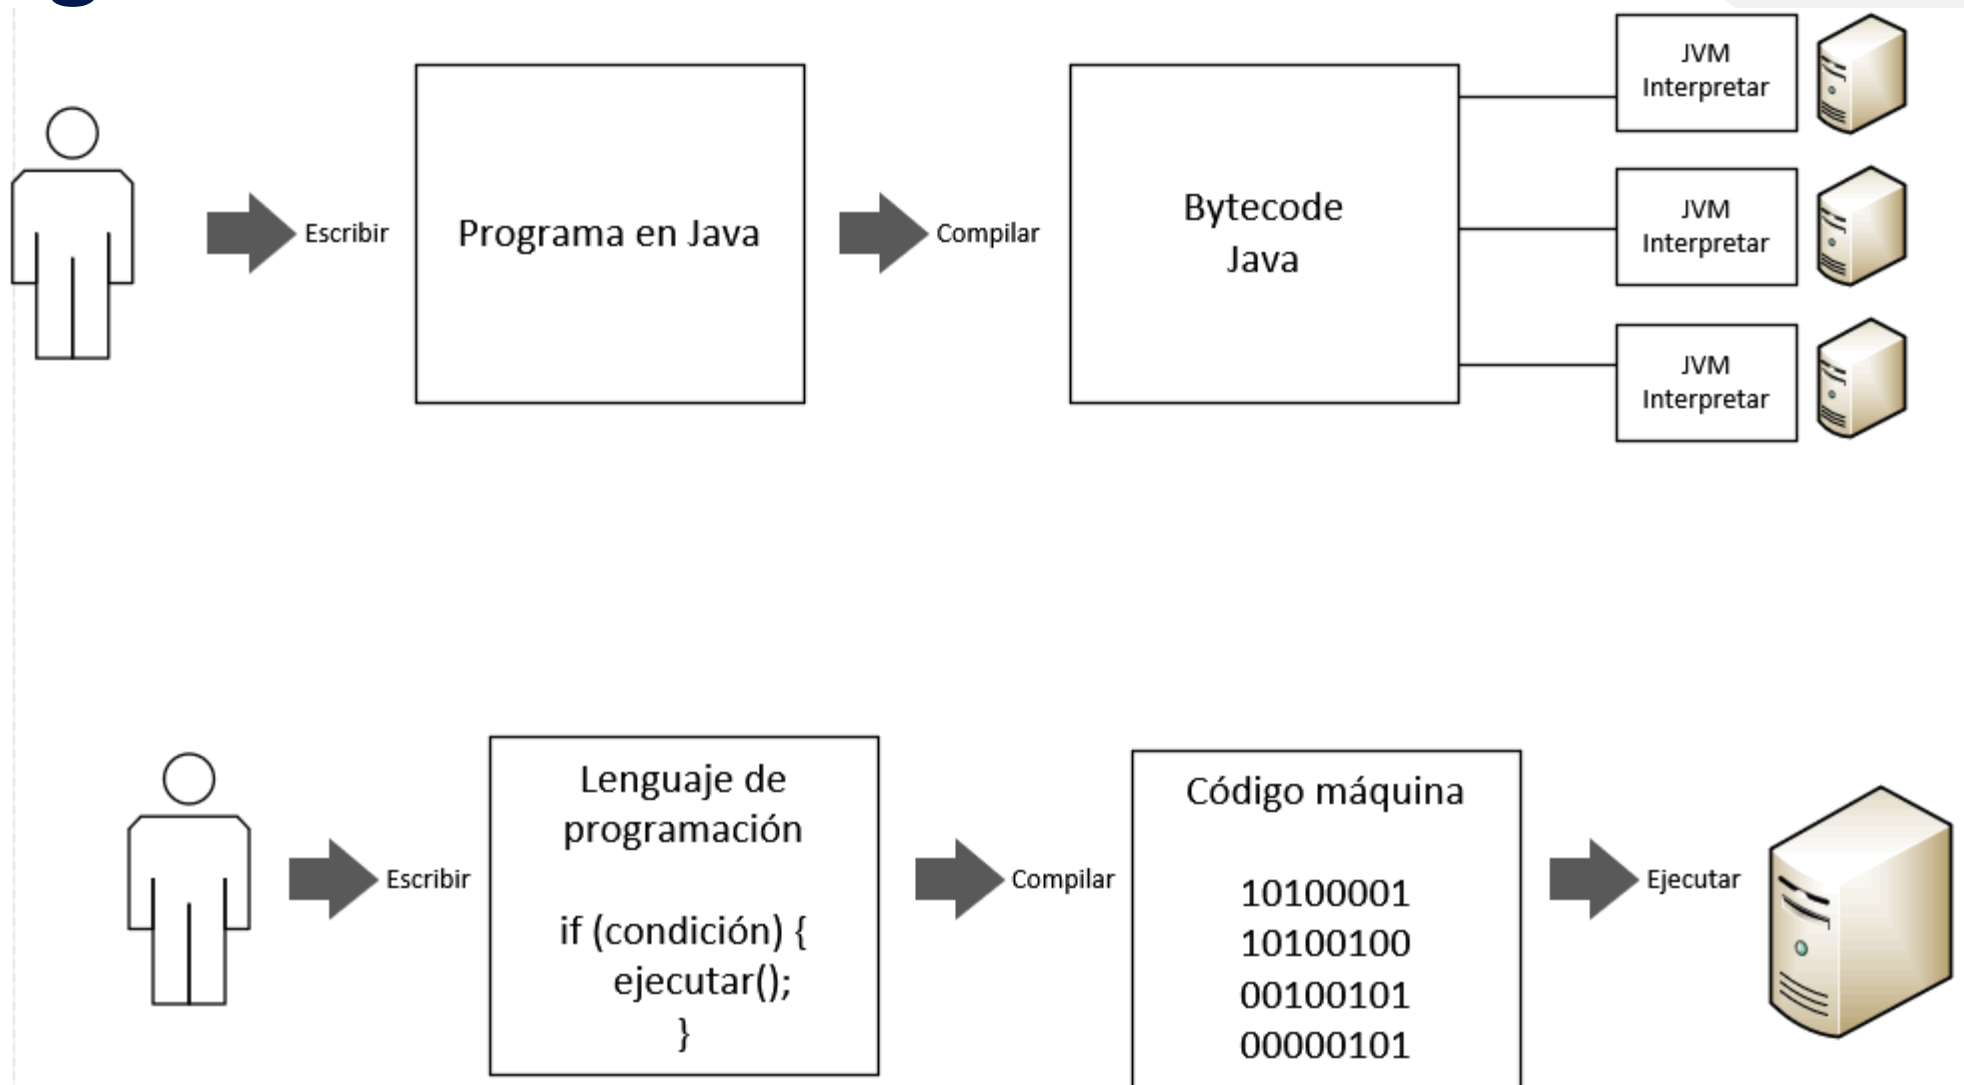 Escribir
Programa en Java
Compilar
Bytecode
Java
JVM
Interpretar
JVM
Interpretar
JVM
Interpretar
Escribir
Lenguaje de
programación
if (condición) {
ejecutar();
}
Compilar
Código máquina
10100001
10100100
00100101
00000101
Ejecutar